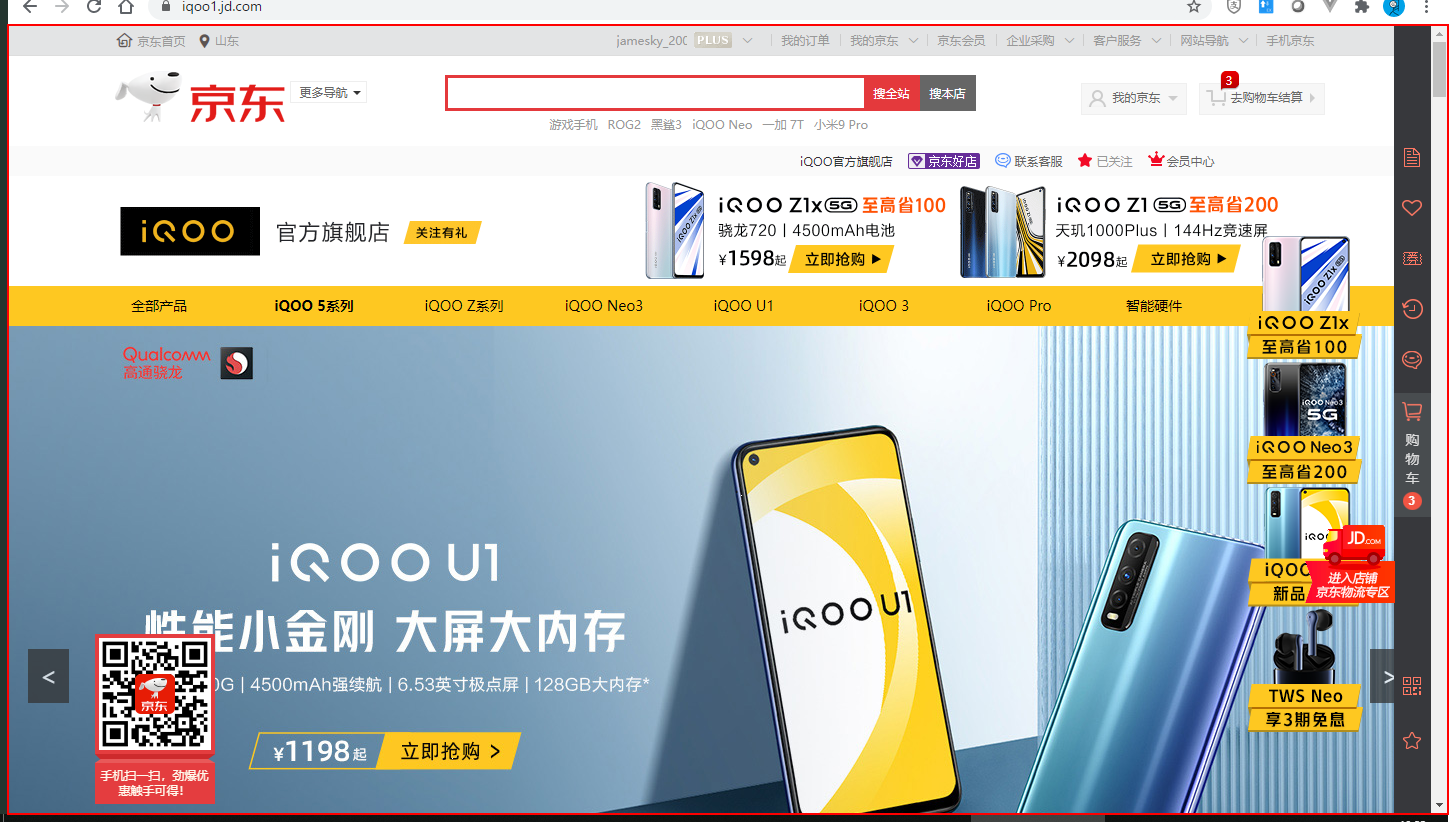 iqoo1.jd.com
京东首页 山东
jamesky_200 PLUS 我的订单 我的京东 京东会员 企业采购 客户服务 网站导航 手机京东
京东 更多导航
搜全站 搜本店
我的京东 3 去购物车结算
游戏手机 ROG2 黑鲨3 iQOO Neo 一加 7T 小米9 Pro
iQOO官方旗舰店 京东好店 联系客服 已关注 会员中心
iQOO 官方旗舰店 关注有礼
iQOO Z1x 5G 至高省100
骁龙720 | 4500mAh电池
¥1598起 立即抢购
iQOO Z1 5G 至高省200
天玑1000Plus | 144Hz竞速屏
¥2098起 立即抢购
全部产品 iQOO 5系列 iQOO Z系列 iQOO Neo3 iQOO U1 iQOO 3 iQOO Pro 智能硬件
Qualcomm
高通骁龙
iQOO U1
性能小金刚 大屏大内存
0G | 4500mAh强续航 | 6.53英寸极点屏 | 128GB大内存*
¥1198起 立即抢购 >
iQOO U1
京东
手机扫一扫，劲爆优
惠触手可得!
<
>
iQOO Z1x
iQOO Z1x
至高省100
iQOO Neo3
5G
iQOO Neo3
至高省200
iQOO
新品
JD.COM
进入店铺
京东物流专区
TWS Neo
享3期免息
券
购
物
车
3